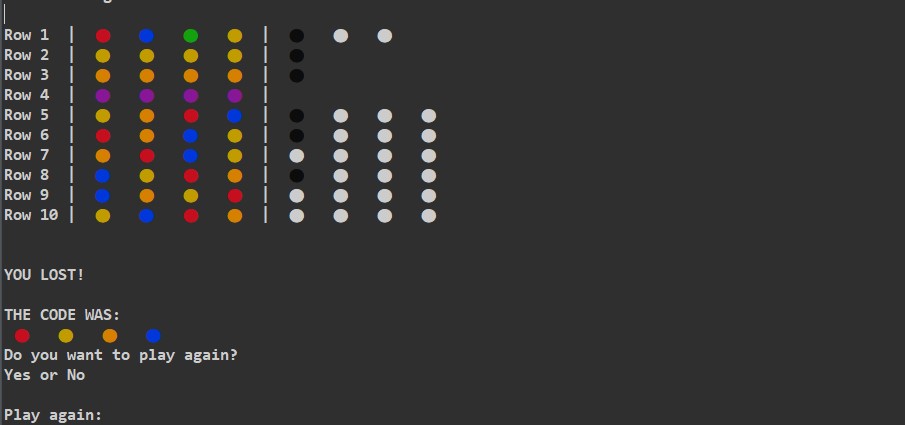 Row 1 |  ● ● ● ● | ● ● ●
Row 2 |  ● ● ● ● | ●
Row 3 |  ● ● ● ● | ●
Row 4 |  ● ● ● ● |
Row 5 |  ● ● ● ● | ● ● ● ●
Row 6 |  ● ● ● ● | ● ● ● ●
Row 7 |  ● ● ● ● | ● ● ● ●
Row 8 |  ● ● ● ● | ● ● ● ●
Row 9 |  ● ● ● ● | ● ● ● ●
Row 10 |  ● ● ● ● | ● ● ● ●
YOU LOST!
THE CODE WAS:
● ● ● ●
Do you want to play again?
Yes or No
Play again: